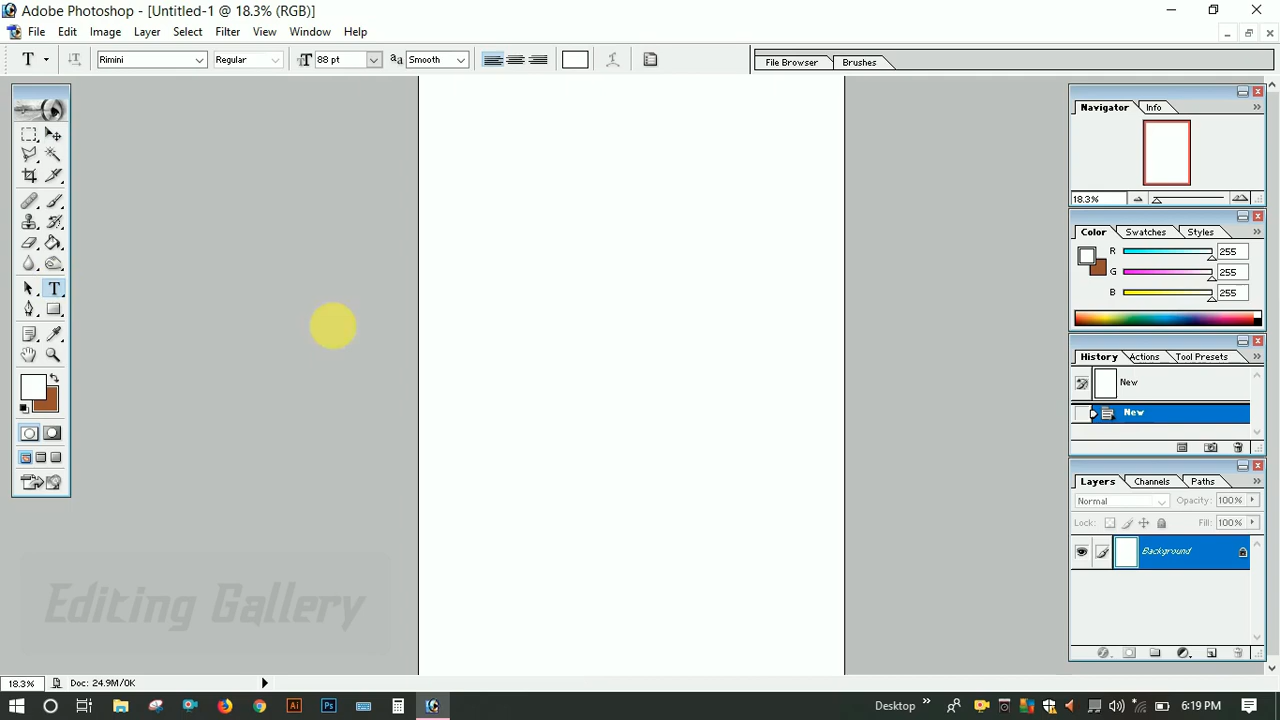 Adobe Photoshop - [Untitled-1 @ 18.3% (RGB)]
File Edit Image Layer Select Filter View Window Help
T Rimini Regular T 88 pt aa Smooth File Browser Brushes
Navigator Info
18.3%
Color Swatches Styles
R 255
G 255
B 255
T
History Actions Tool Presets
New
New
Layers Channels Paths
Normal Opacity: 100%
Lock: Fill: 100%
Background
Editing Gallery
18.3% Doc: 24.9M/0K
Ai Ps Desktop 6:19 PM